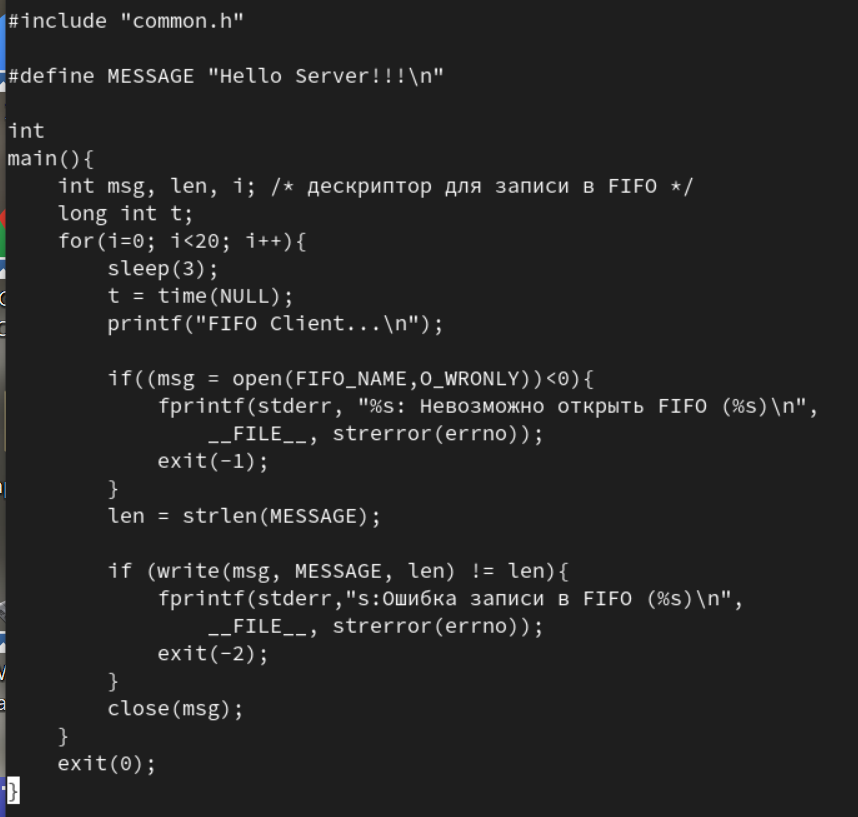 #include "common.h"
#define MESSAGE "Hello Server!!!\n"
int
main(){
int msg, len, i; /* дескриптор для записи в FIFO */
long int t;
for(i=0; i<20; i++){
sleep(3);
t = time(NULL);
printf("FIFO Client...\n");
if((msg = open(FIFO_NAME,O_WRONLY))<0){
fprintf(stderr, "%s: Невозможно открыть FIFO (%s)\n",
__FILE__, strerror(errno));
exit(-1);
}
len = strlen(MESSAGE);
if (write(msg, MESSAGE, len) != len){
fprintf(stderr,"s:Ошибка записи в FIFO (%s)\n",
__FILE__, strerror(errno));
exit(-2);
}
close(msg);
}
exit(0);
}